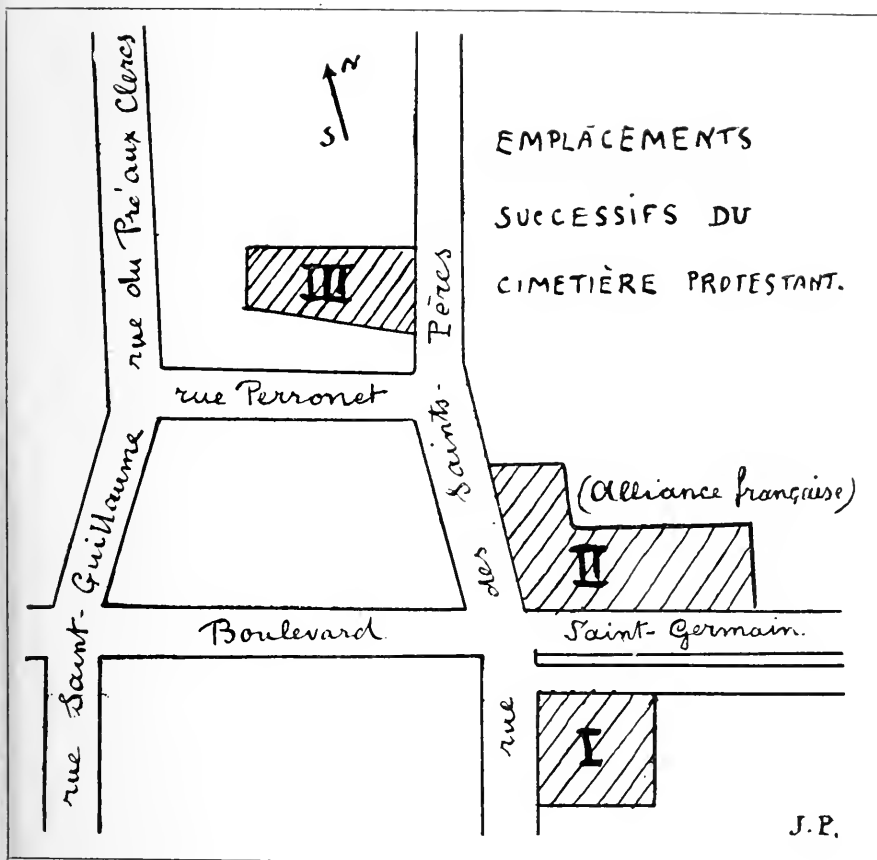 N
S
EMPLACEMENTS
SUCCESSIFS DU
CIMETIÈRE PROTESTANT.
rue du Pré aux Clercs
III
rue Perronet
rue des Saints-Pères
(Alliance française)
II
rue Saint-Guillaume
Boulevard Saint-Germain.
I
J.P.